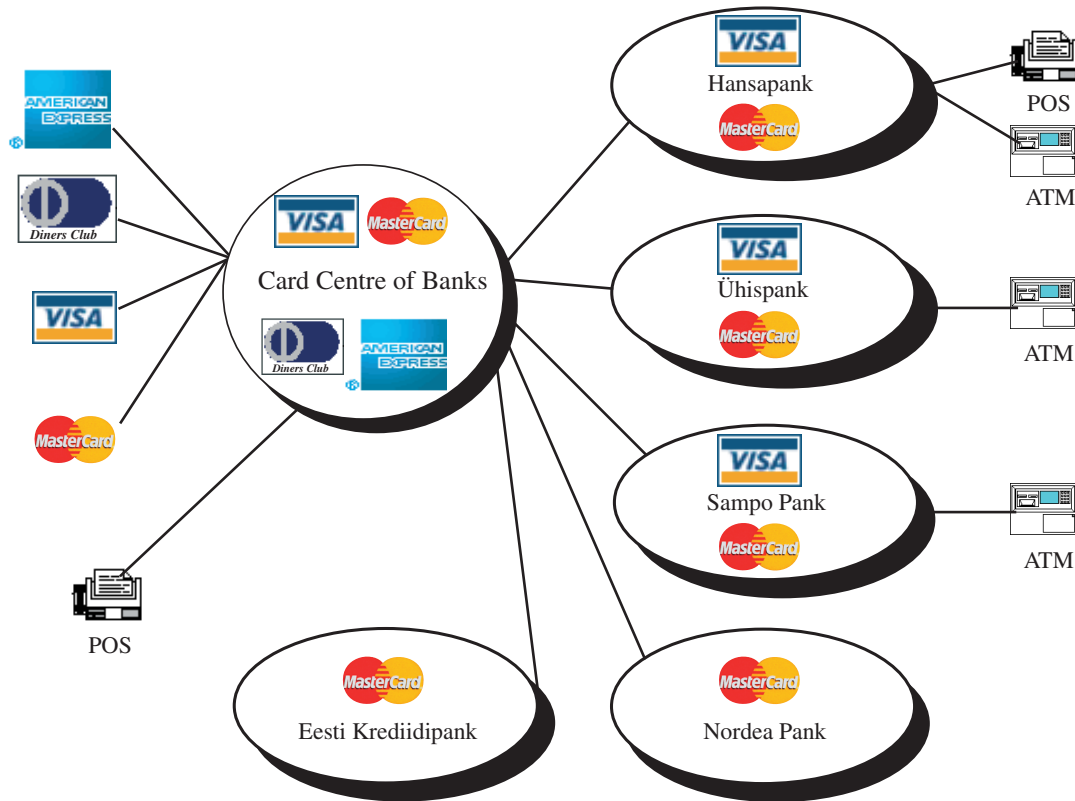 AMERICAN
EXPRESS
®
Diners Club
VISA
MasterCard
VISA
MasterCard
Card Centre of Banks
Diners Club
AMERICAN
EXPRESS
®
POS
VISA
Hansapank
MasterCard
POS
ATM
VISA
Ühispank
MasterCard
ATM
VISA
Sampo Pank
MasterCard
ATM
MasterCard
Eesti Krediidipank
MasterCard
Nordea Pank